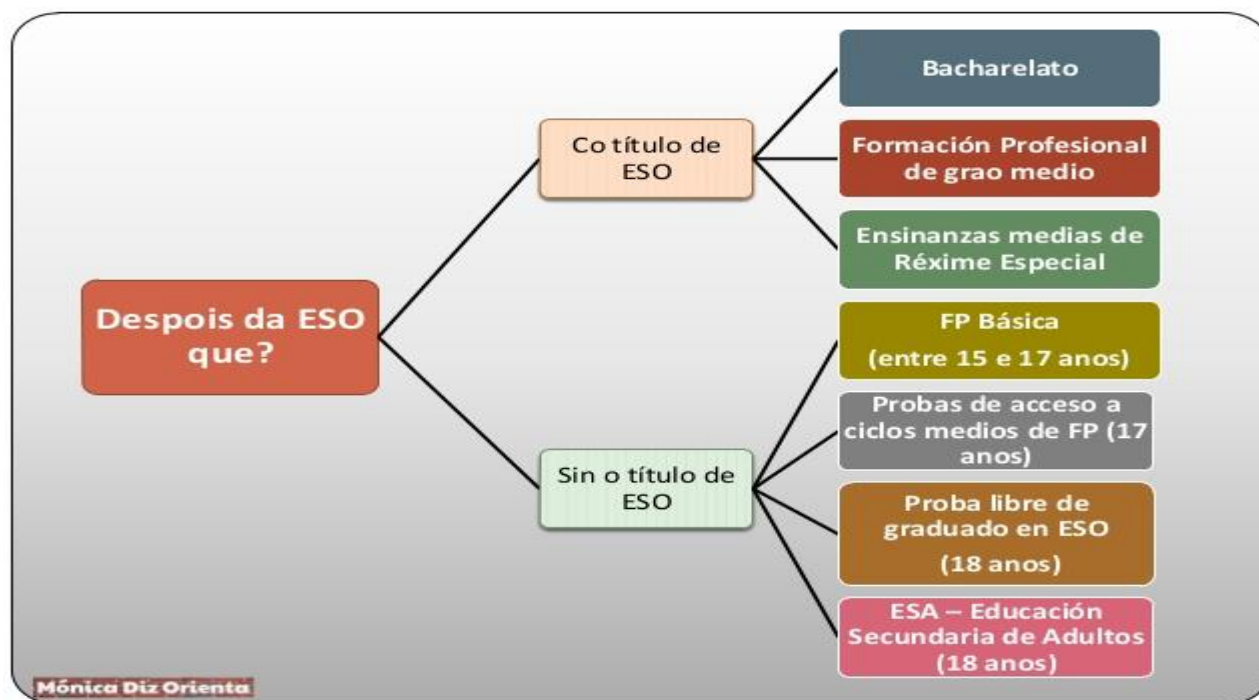 Despois da ESO
que?
Co título de
ESO
Bacharelato
Formación Profesional
de grao medio
Ensinanzas medias de
Réxime Especial
Sin o título de
ESO
FP Básica
(entre 15 e 17 anos)
Probas de acceso a
ciclos medios de FP (17
anos)
Proba libre de
graduado en ESO
(18 anos)
ESA – Educación
Secundaria de Adultos
(18 anos)
Mónica Diz Orienta